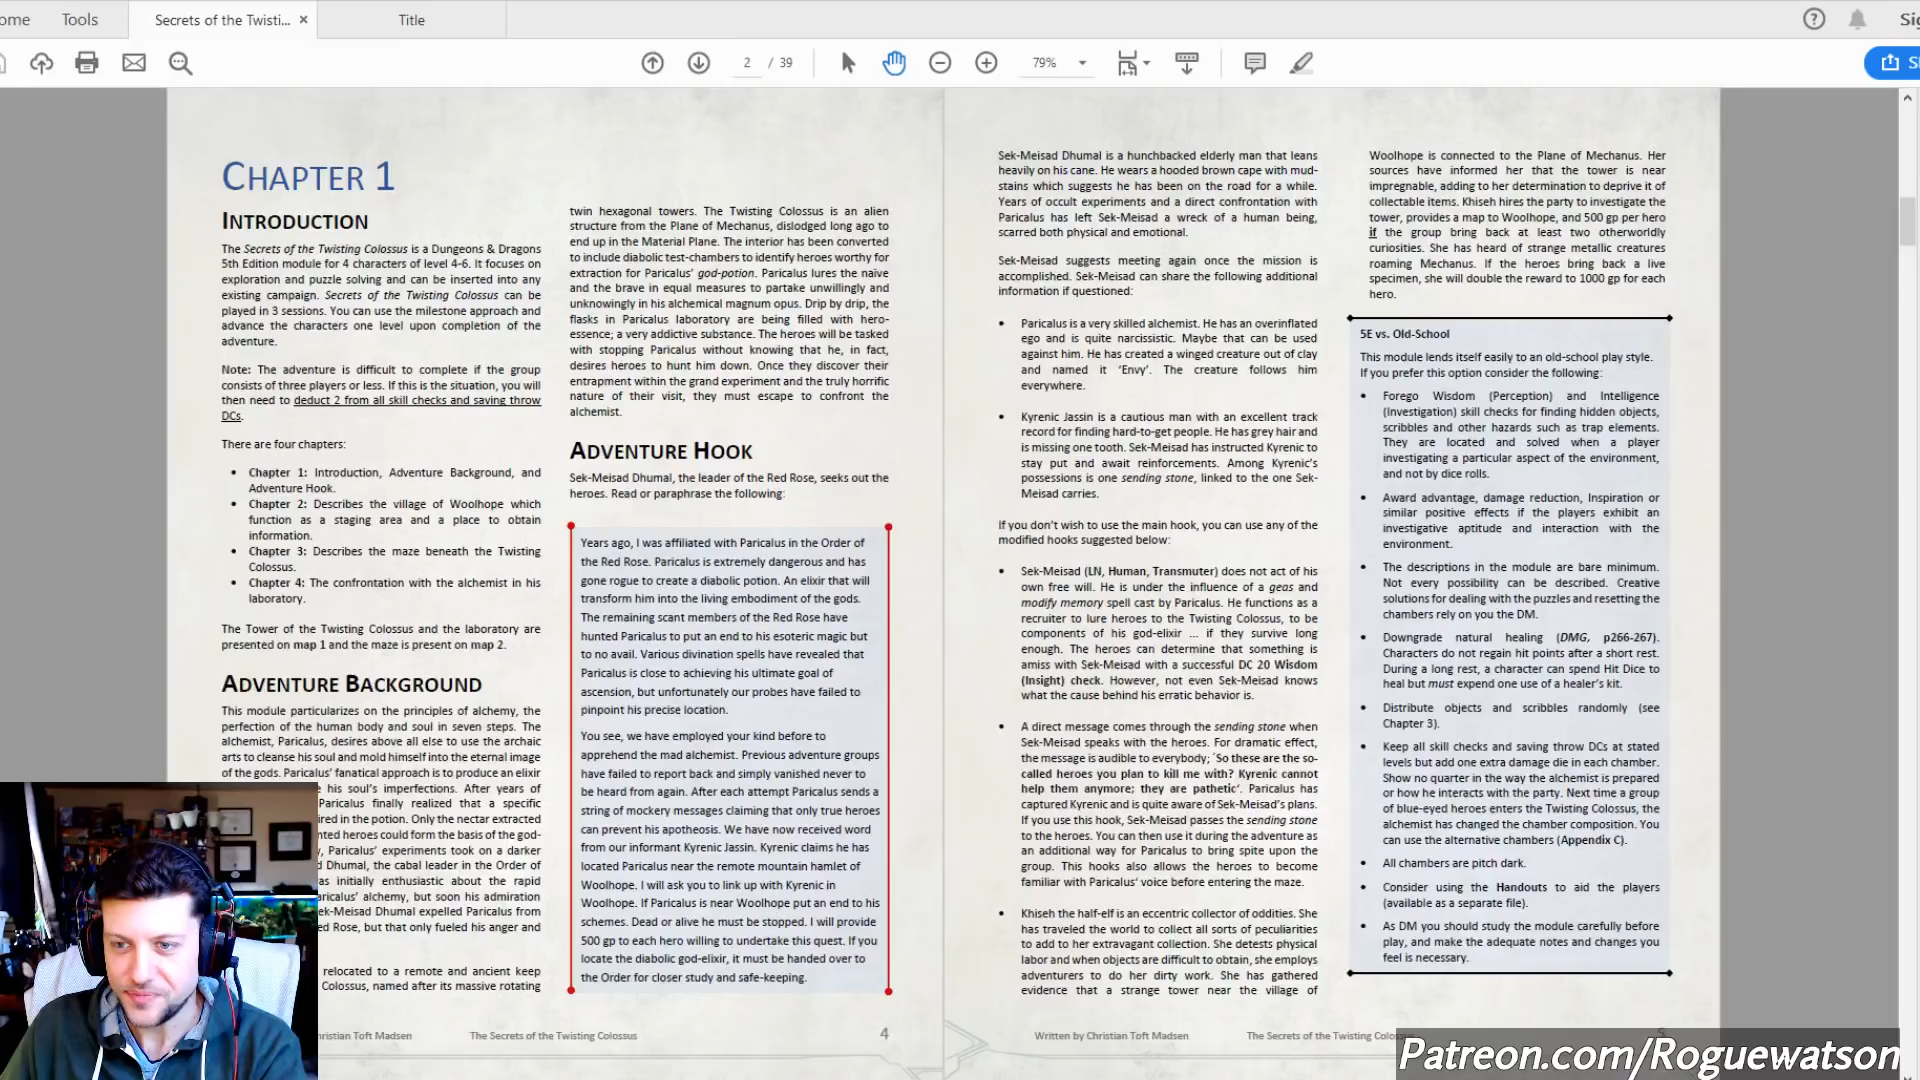 ome
Tools
Secrets of the Twisti...
Title
Sig
2 / 39
79%
CHAPTER 1
INTRODUCTION
The Secrets of the Twisting Colossus is a Dungeons & Dragons
5th Edition module for 4 characters of level 4-6. It focuses on
exploration and puzzle solving and can be inserted into any
existing campaign. Secrets of the Twisting Colossus can be
played in 3 sessions. You can use the milestone approach and
advance the characters one level upon completion of the
adventure.
Note: The adventure is difficult to complete if the group
consists of three players or less. If this is the situation, you will
then need to deduct 2 from all skill checks and saving throw
DCs.
There are four chapters:
• Chapter 1: Introduction, Adventure Background, and
Adventure Hook.
• Chapter 2: Describes the village of Woolhope which
function as a staging area and a place to obtain
information.
• Chapter 3: Describes the maze beneath the Twisting
Colossus.
• Chapter 4: The confrontation with the alchemist in his
laboratory.
The Tower of the Twisting Colossus and the laboratory are
presented on map 1 and the maze is present on map 2.
ADVENTURE BACKGROUND
This module particularizes on the principles of alchemy, the
perfection of the human body and soul in seven steps. The
alchemist, Paricalus, desires above all else to use the archaic
arts to cleanse his soul and mold himself into the eternal image
of the gods. Paricalus' fanatical approach is to produce an elixir
his soul's imperfections. After years of
Paricalus finally realized that a specific
ired in the potion. Only the nectar extracted
nted heroes could form the basis of the god-
, Paricalus' experiments took on a darker
d Dhumal, the cabal leader in the Order of
as initially enthusiastic about the rapid
aricalus' alchemy, but soon his admiration
ek-Meisad Dhumal expelled Paricalus from
ed Rose, but that only fueled his anger and
relocated to a remote and ancient keep
Colossus, named after its massive rotating
twin hexagonal towers. The Twisting Colossus is an alien
structure from the Plane of Mechanus, dislodged long ago to
end up in the Material Plane. The interior has been converted
to include diabolic test-chambers to identify heroes worthy for
extraction for Paricalus' god-potion. Paricalus lures the naïve
and the brave in equal measures to partake unwillingly and
unknowingly in his alchemical magnum opus. Drip by drip, the
flasks in Paricalus laboratory are being filled with hero-
essence; a very addictive substance. The heroes will be tasked
with stopping Paricalus without knowing that he, in fact,
desires heroes to hunt him down. Once they discover their
entrapment within the grand experiment and the truly horrific
nature of their visit, they must escape to confront the
alchemist.
ADVENTURE HOOK
Sek-Meisad Dhumal, the leader of the Red Rose, seeks out the
heroes. Read or paraphrase the following:
Years ago, I was affiliated with Paricalus in the Order of
the Red Rose. Paricalus is extremely dangerous and has
gone rogue to create a diabolic potion. An elixir that will
transform him into the living embodiment of the gods.
The remaining scant members of the Red Rose have
hunted Paricalus to put an end to his esoteric magic but
to no avail. Various divination spells have revealed that
Paricalus is close to achieving his ultimate goal of
ascension, but unfortunately our probes have failed to
pinpoint his precise location.
You see, we have employed your kind before to
apprehend the mad alchemist. Previous adventure groups
have failed to report back and simply vanished never to
be heard from again. After each attempt Paricalus sends a
string of mockery messages claiming that only true heroes
can prevent his apotheosis. We have now received word
from our informant Kyrenic Jassin. Kyrenic claims he has
located Paricalus near the remote mountain hamlet of
Woolhope. I will ask you to link up with Kyrenic in
Woolhope. If Paricalus is near Woolhope put an end to his
schemes. Dead or alive he must be stopped. I will provide
500 gp to each hero willing to undertake this quest. If you
locate the diabolic god-elixir, it must be handed over to
the Order for closer study and safe-keeping.
ristian Toft Madsen The Secrets of the Twisting Colossus 4
Sek-Meisad Dhumal is a hunchbacked elderly man that leans
heavily on his cane. He wears a hooded brown cape with mud-
stains which suggests he has been on the road for a while.
Years of occult experiments and a direct confrontation with
Paricalus has left Sek-Meisad a wreck of a human being,
scarred both physical and emotional.
Sek-Meisad suggests meeting again once the mission is
accomplished. Sek-Meisad can share the following additional
information if questioned:
• Paricalus is a very skilled alchemist. He has an overinflated
ego and is quite narcissistic. Maybe that can be used
against him. He has created a winged creature out of clay
and named it 'Envy'. The creature follows him
everywhere.
• Kyrenic Jassin is a cautious man with an excellent track
record for finding hard-to-get people. He has grey hair and
is missing one tooth. Sek-Meisad has instructed Kyrenic to
stay put and await reinforcements. Among Kyrenic's
possessions is one sending stone, linked to the one Sek-
Meisad carries.
If you don't wish to use the main hook, you can use any of the
modified hooks suggested below:
• Sek-Meisad (LN, Human, Transmuter) does not act of his
own free will. He is under the influence of a geas and
modify memory spell cast by Paricalus. He functions as a
recruiter to lure heroes to the Twisting Colossus, to be
components of his god-elixir ... if they survive long
enough. The heroes can determine that something is
amiss with Sek-Meisad with a successful DC 20 Wisdom
(Insight) check. However, not even Sek-Meisad knows
what the cause behind his erratic behavior is.
• A direct message comes through the sending stone when
Sek-Meisad speaks with the heroes. For dramatic effect,
the message is audible to everybody; 'So these are the so-
called heroes you plan to kill me with? Kyrenic cannot
help them anymore; they are pathetic'. Paricalus has
captured Kyrenic and is quite aware of Sek-Meisad's plans.
If you use this hook, Sek-Meisad passes the sending stone
to the heroes. You can then use it during the adventure as
an additional way for Paricalus to bring spite upon the
group. This hooks also allows the heroes to become
familiar with Paricalus' voice before entering the maze.
• Khiseh the half-elf is an eccentric collector of oddities. She
has traveled the world to collect all sorts of peculiarities
to add to her extravagant collection. She detests physical
labor and when objects are difficult to obtain, she employs
adventurers to do her dirty work. She has gathered
evidence that a strange tower near the village of
Woolhope is connected to the Plane of Mechanus. Her
sources have informed her that the tower is near
impregnable, adding to her determination to deprive it of
collectable items. Khiseh hires the party to investigate the
tower, provides a map to Woolhope, and 500 gp per hero
if the group bring back at least two otherworldly
curiosities. She has heard of strange metallic creatures
roaming Mechanus. If the heroes bring back a live
specimen, she will double the reward to 1000 gp for each
hero.
5E vs. Old-School
This module lends itself easily to an old-school play style.
If you prefer this option consider the following:
• Forego Wisdom (Perception) and Intelligence
(Investigation) skill checks for finding hidden objects,
scribbles and other hazards such as trap elements.
They are located and solved when a player
investigating a particular aspect of the environment,
and not by dice rolls.
• Award advantage, damage reduction, Inspiration or
similar positive effects if the players exhibit an
investigative aptitude and interaction with the
environment.
• The descriptions in the module are bare minimum.
Not every possibility can be described. Creative
solutions for dealing with the puzzles and resetting the
chambers rely on you the DM.
• Downgrade natural healing (DMG, p266-267).
Characters do not regain hit points after a short rest.
During a long rest, a character can spend Hit Dice to
heal but must expend one use of a healer's kit.
• Distribute objects and scribbles randomly (see
Chapter 3).
• Keep all skill checks and saving throw DCs at stated
levels but add one extra damage die in each chamber.
Show no quarter in the way the alchemist is prepared
or how he interacts with the party. Next time a group
of blue-eyed heroes enters the Twisting Colossus, the
alchemist has changed the chamber composition. You
can use the alternative chambers (Appendix C).
• All chambers are pitch dark.
• Consider using the Handouts to aid the players
(available as a separate file).
• As DM you should study the module carefully before
play, and make the adequate notes and changes you
feel is necessary.
Written by Christian Toft Madsen The Secrets of the Twisting Coloss
Patreon.com/Roguewatson